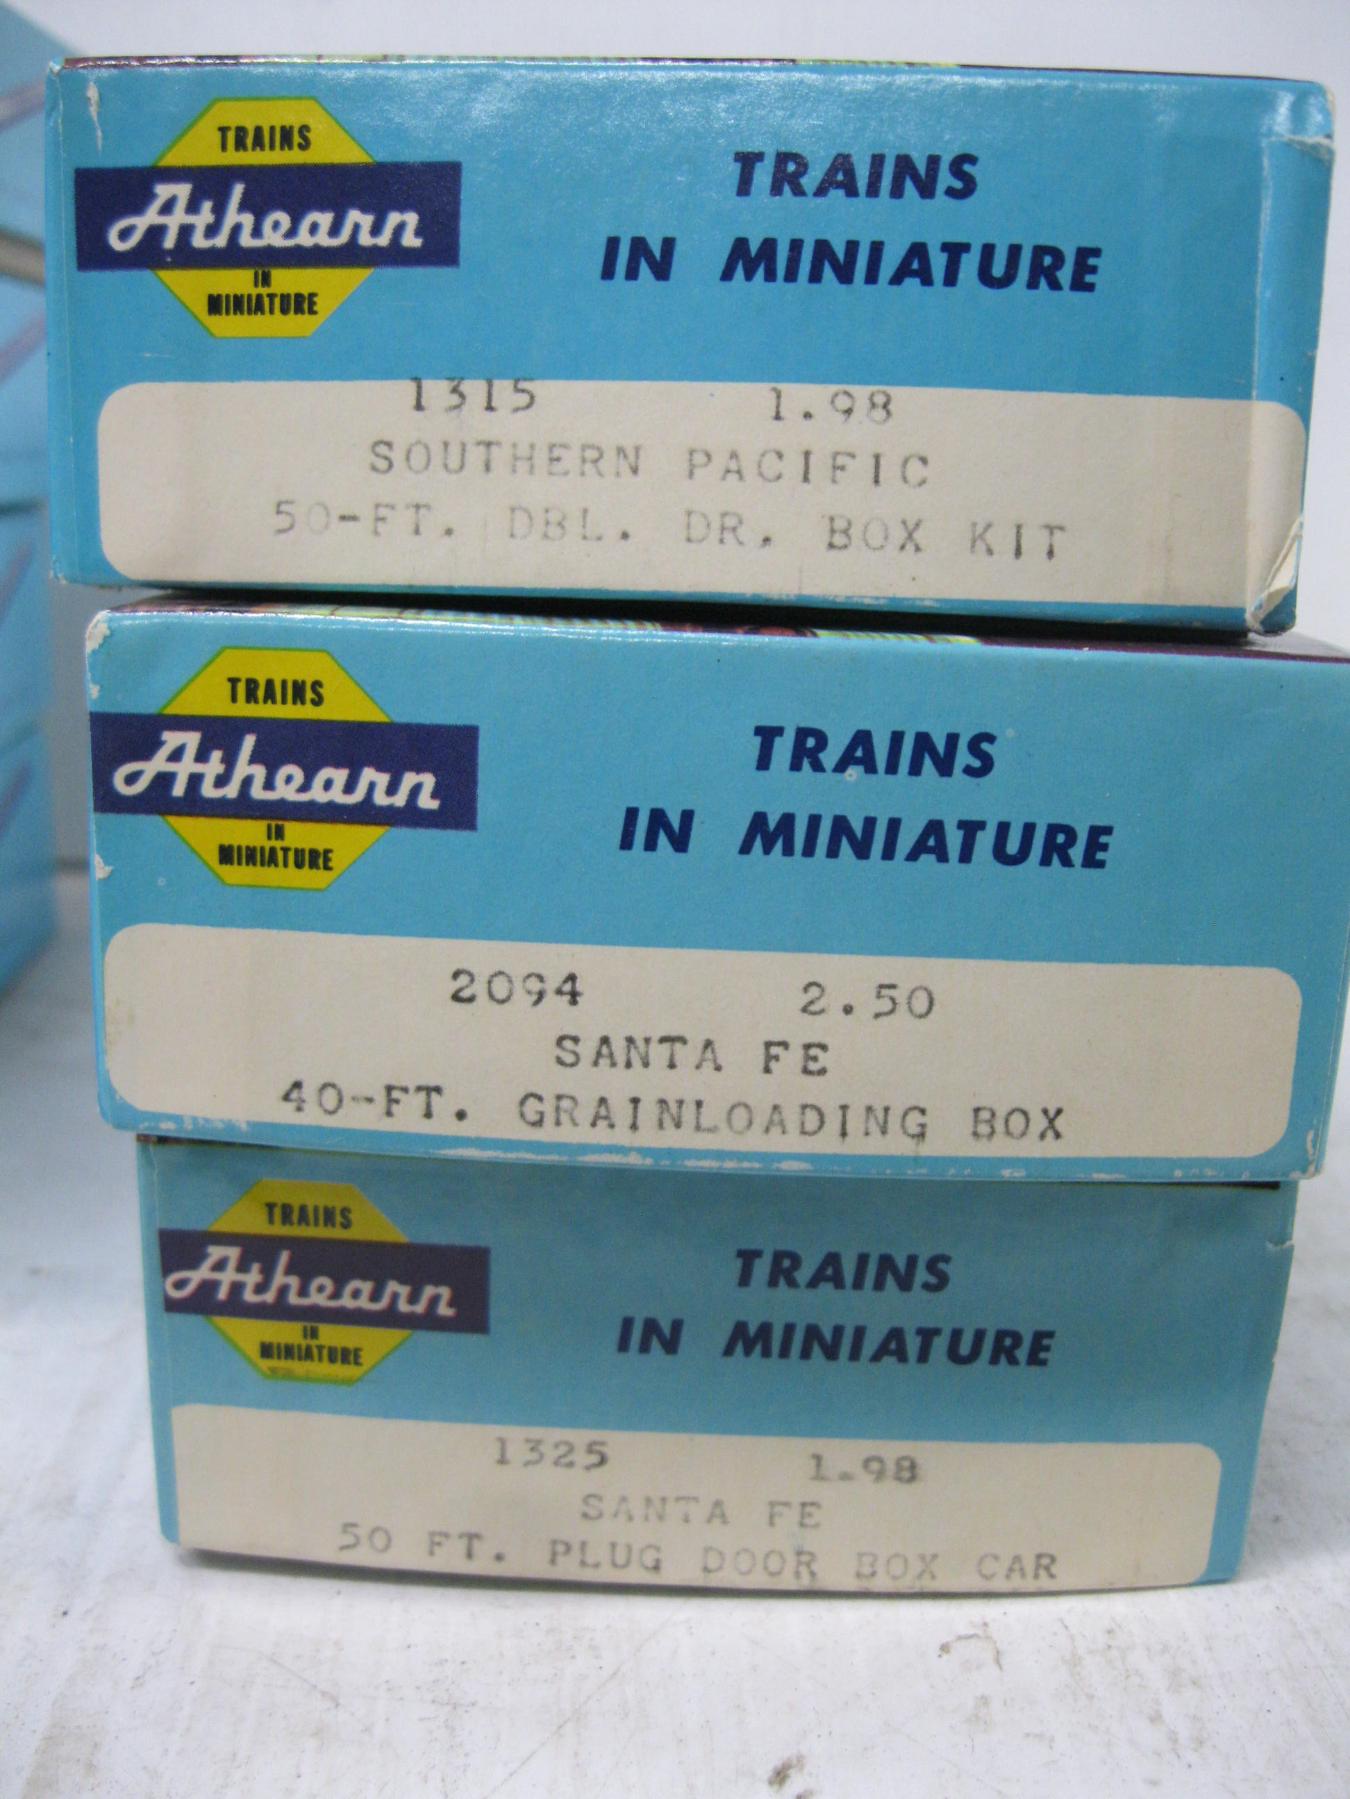 TRAINS
Athearn
IN
MINIATURE
TRAINS
IN MINIATURE
1315 1.98
SOUTHERN PACIFIC
50-FT. DBL. DR. BOX KIT
TRAINS
Athearn
IN
MINIATURE
TRAINS
IN MINIATURE
2094 2.50
SANTA FE
40-FT. GRAINLOADING BOX
TRAINS
Athearn
IN
MINIATURE
TRAINS
IN MINIATURE
1325 1.98
SANTA FE
50 FT. PLUG DOOR BOX CAR